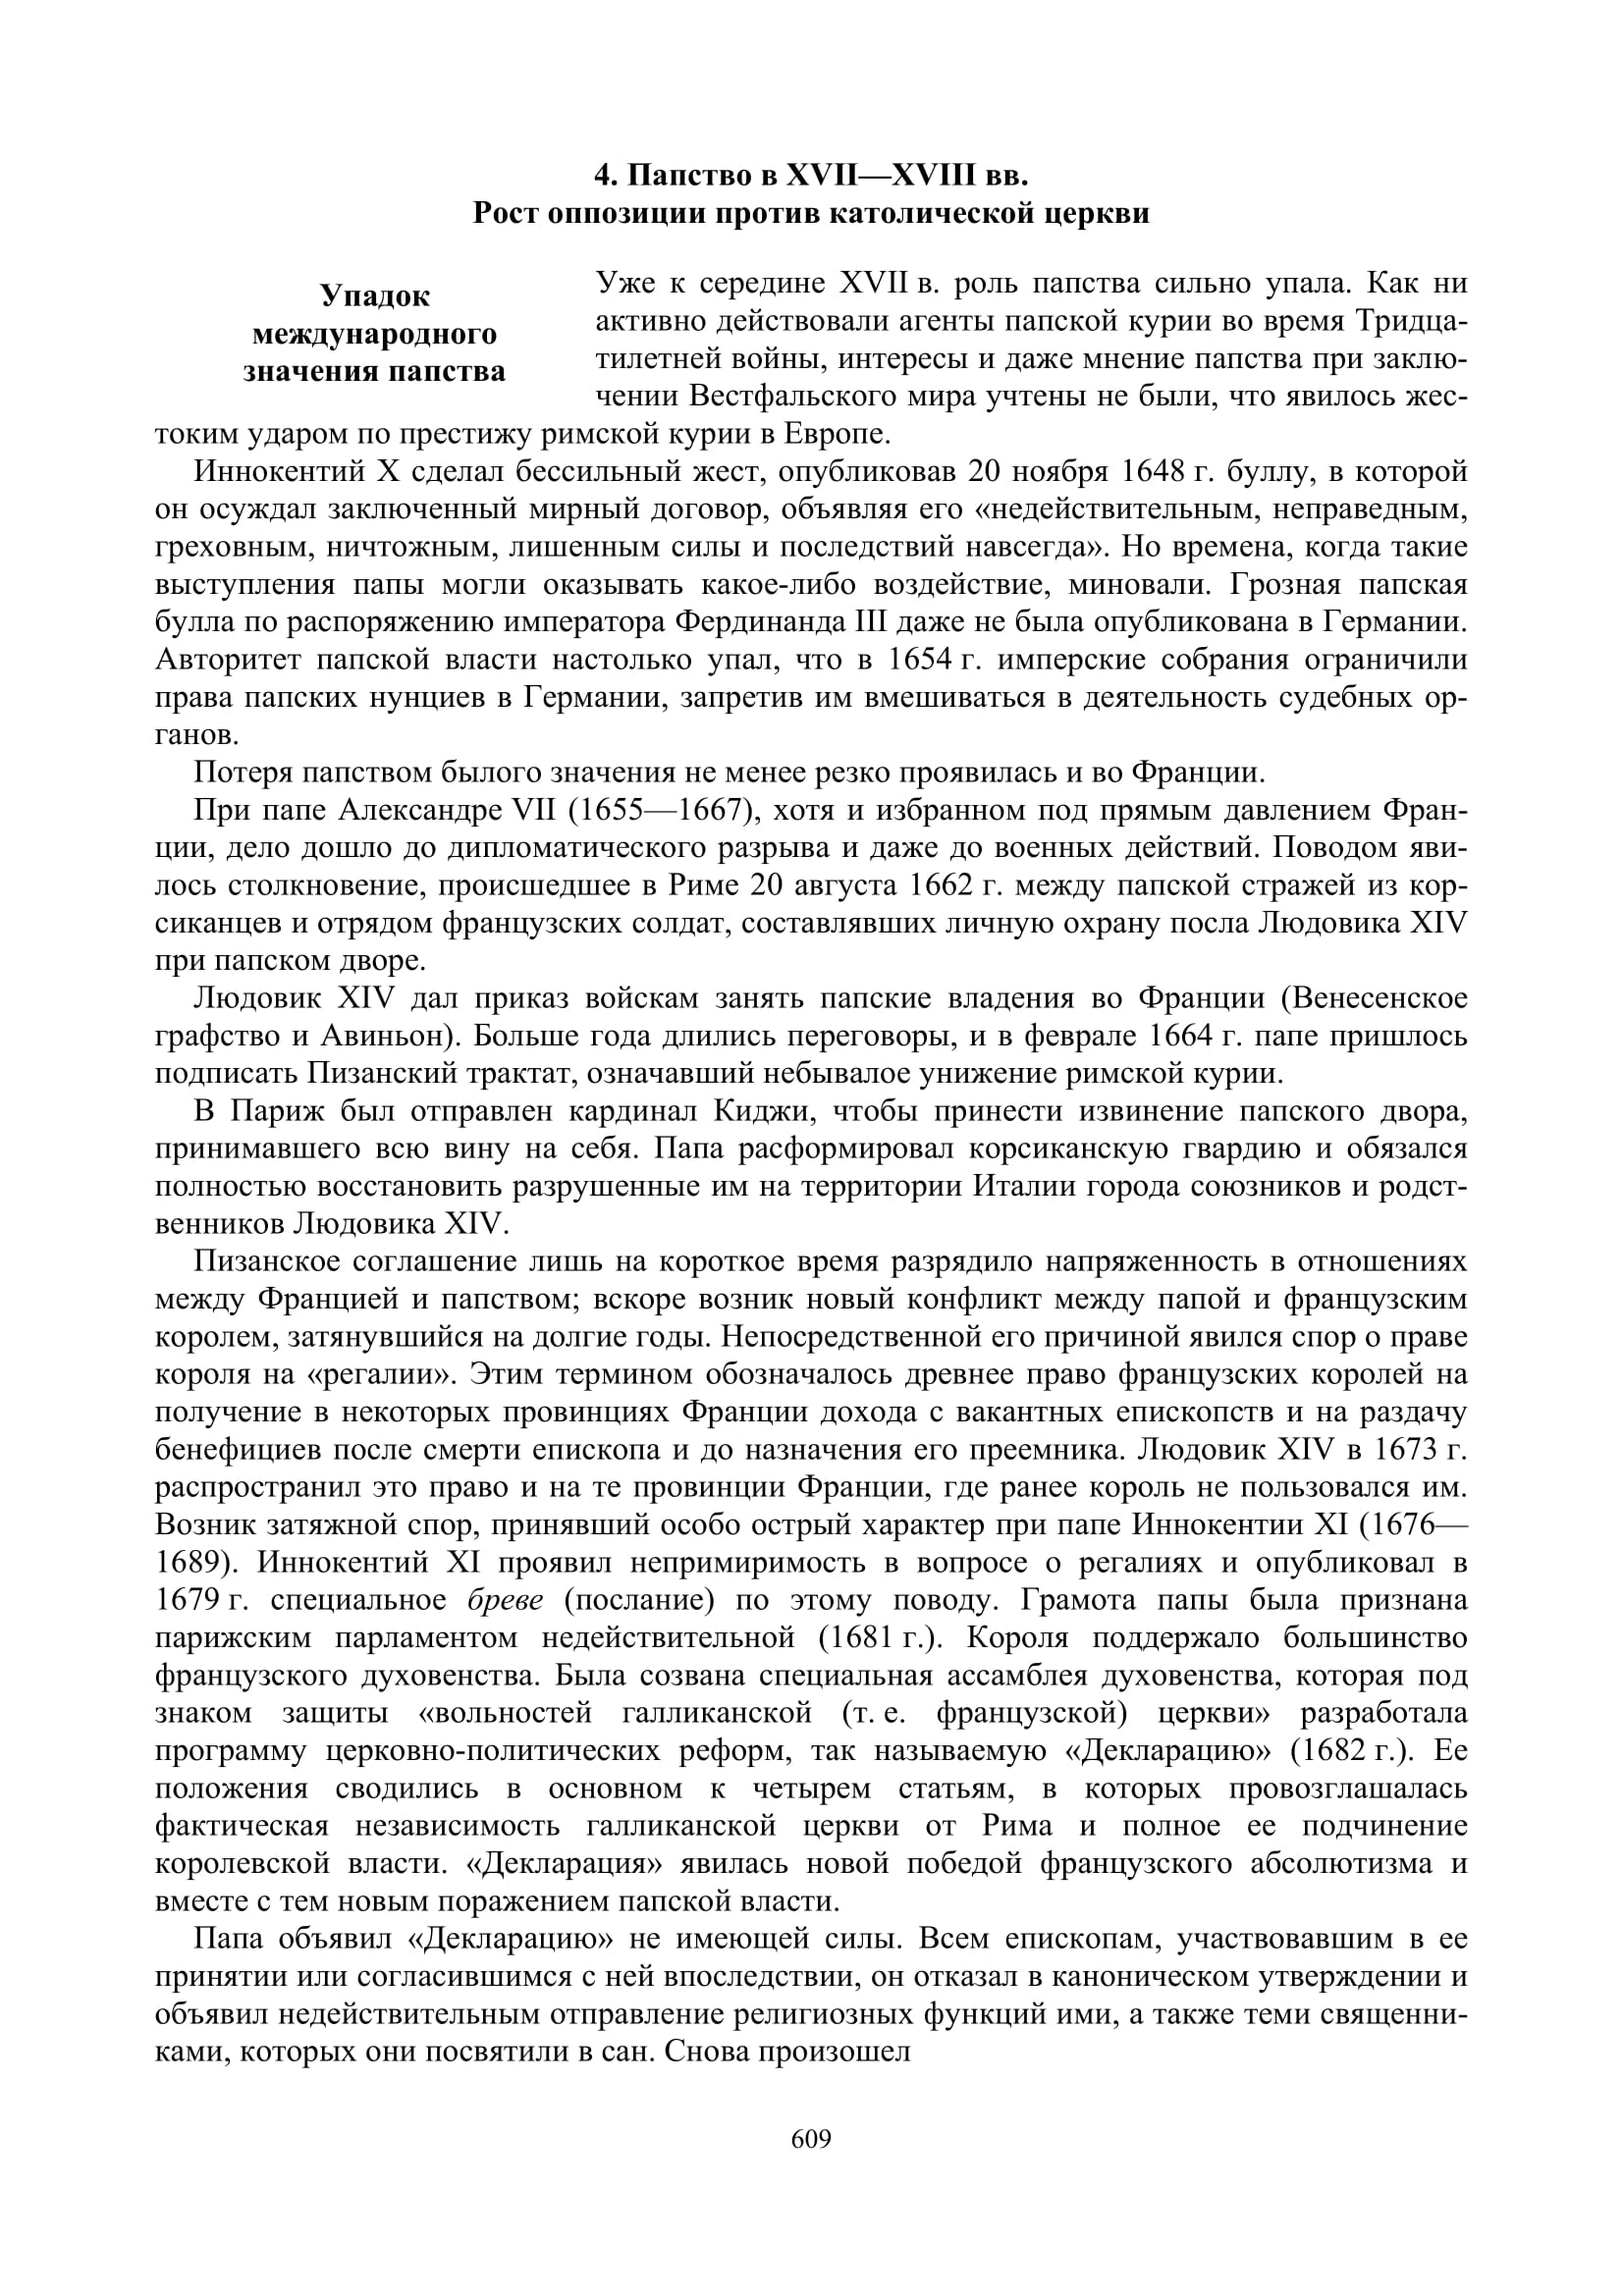 4. Папство в XVII—XVIII вв.
Рост оппозиции против католической церкви
Упадок
международного
значения папства
Уже к середине XVII в. роль папства сильно упала. Как ни
активно действовали агенты папской курии во время Тридца-
тилетней войны, интересы и даже мнение папства при заклю-
чении Вестфальского мира учтены не были, что явилось жес-
токим ударом по престижу римской курии в Европе.
Иннокентий X сделал бессильный жест, опубликовав 20 ноября 1648 г. буллу, в которой
он осуждал заключенный мирный договор, объявляя его «недействительным, неправедным,
греховным, ничтожным, лишенным силы и последствий навсегда». Но времена, когда такие
выступления папы могли оказывать какое-либо воздействие, миновали. Грозная папская
булла по распоряжению императора Фердинанда III даже не была опубликована в Германии.
Авторитет папской власти настолько упал, что в 1654 г. имперские собрания ограничили
права папских нунциев в Германии, запретив им вмешиваться в деятельность судебных ор-
ганов.
Потеря папством былого значения не менее резко проявилась и во Франции.
При папе Александре VII (1655—1667), хотя и избранном под прямым давлением Фран-
ции, дело дошло до дипломатического разрыва и даже до военных действий. Поводом яви-
лось столкновение, происшедшее в Риме 20 августа 1662 г. между папской стражей из кор-
сиканцев и отрядом французских солдат, составлявших личную охрану посла Людовика XIV
при папском дворе.
Людовик XIV дал приказ войскам занять папские владения во Франции (Венесенское
графство и Авиньон). Больше года длились переговоры, и в феврале 1664 г. папе пришлось
подписать Пизанский трактат, означавший небывалое унижение римской курии.
В Париж был отправлен кардинал Киджи, чтобы принести извинение папского двора,
принимавшего всю вину на себя. Папа расформировал корсиканскую гвардию и обязался
полностью восстановить разрушенные им на территории Италии города союзников и родст-
венников Людовика XIV.
Пизанское соглашение лишь на короткое время разрядило напряженность в отношениях
между Францией и папством; вскоре возник новый конфликт между папой и французским
королем, затянувшийся на долгие годы. Непосредственной его причиной явился спор о праве
короля на «регалии». Этим термином обозначалось древнее право французских королей на
получение в некоторых провинциях Франции дохода с вакантных епископств и на раздачу
бенефициев после смерти епископа и до назначения его преемника. Людовик XIV в 1673 г.
распространил это право и на те провинции Франции, где ранее король не пользовался им.
Возник затяжной спор, принявший особо острый характер при папе Иннокентии XI (1676—
1689). Иннокентий XI проявил непримиримость в вопросе о регалиях и опубликовал в
1679 г. специальное бреве (послание) по этому поводу. Грамота папы была признана
парижским парламентом недействительной (1681 г.). Короля поддержало большинство
французского духовенства. Была созвана специальная ассамблея духовенства, которая под
знаком защиты «вольностей галликанской (т. е. французской) церкви» разработала
программу церковно-политических реформ, так называемую «Декларацию» (1682 г.). Ее
положения сводились в основном к четырем статьям, в которых провозглашалась
фактическая независимость галликанской церкви от Рима и полное ее подчинение
королевской власти. «Декларация» явилась новой победой французского абсолютизма и
вместе с тем новым поражением папской власти.
Папа объявил «Декларацию» не имеющей силы. Всем епископам, участвовавшим в ее
принятии или согласившимся с ней впоследствии, он отказал в каноническом утверждении и
объявил недействительным отправление религиозных функций ими, а также теми священни-
ками, которых они посвятили в сан. Снова произошел
609